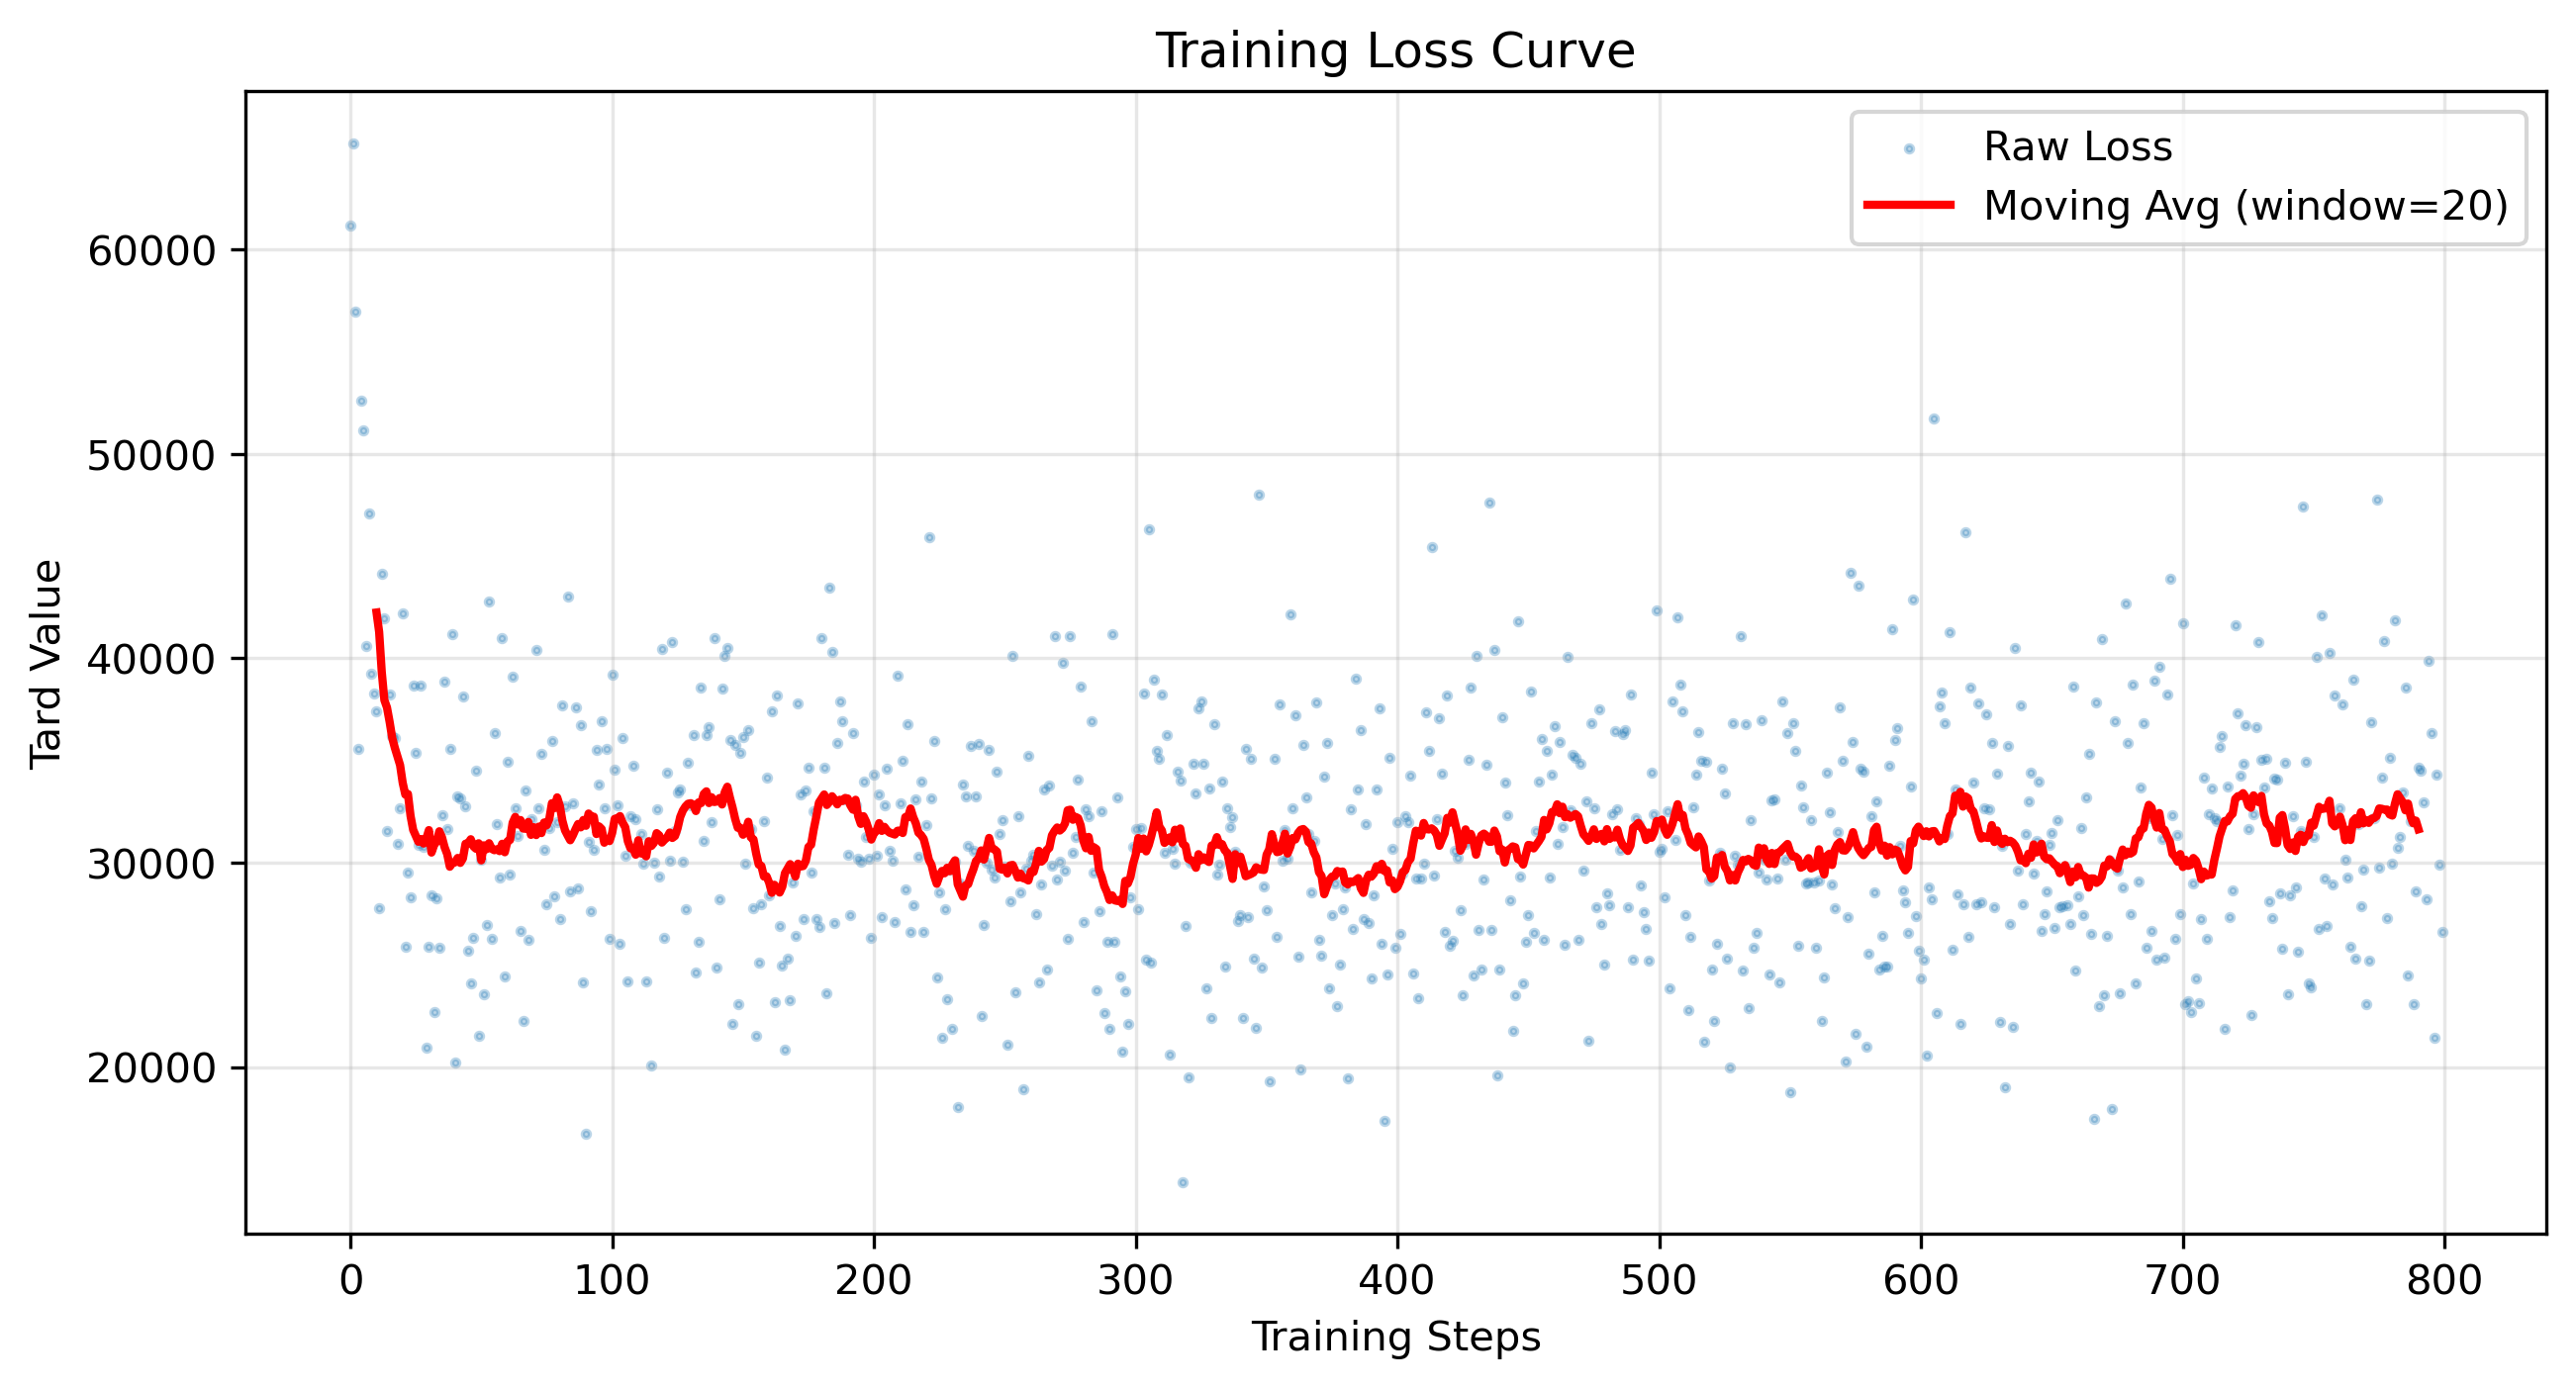 Training Loss Curve
Raw Loss
Moving Avg (window=20)
60000
50000
40000
30000
20000
Tard Value
0 100 200 300 400 500 600 700 800
Training Steps